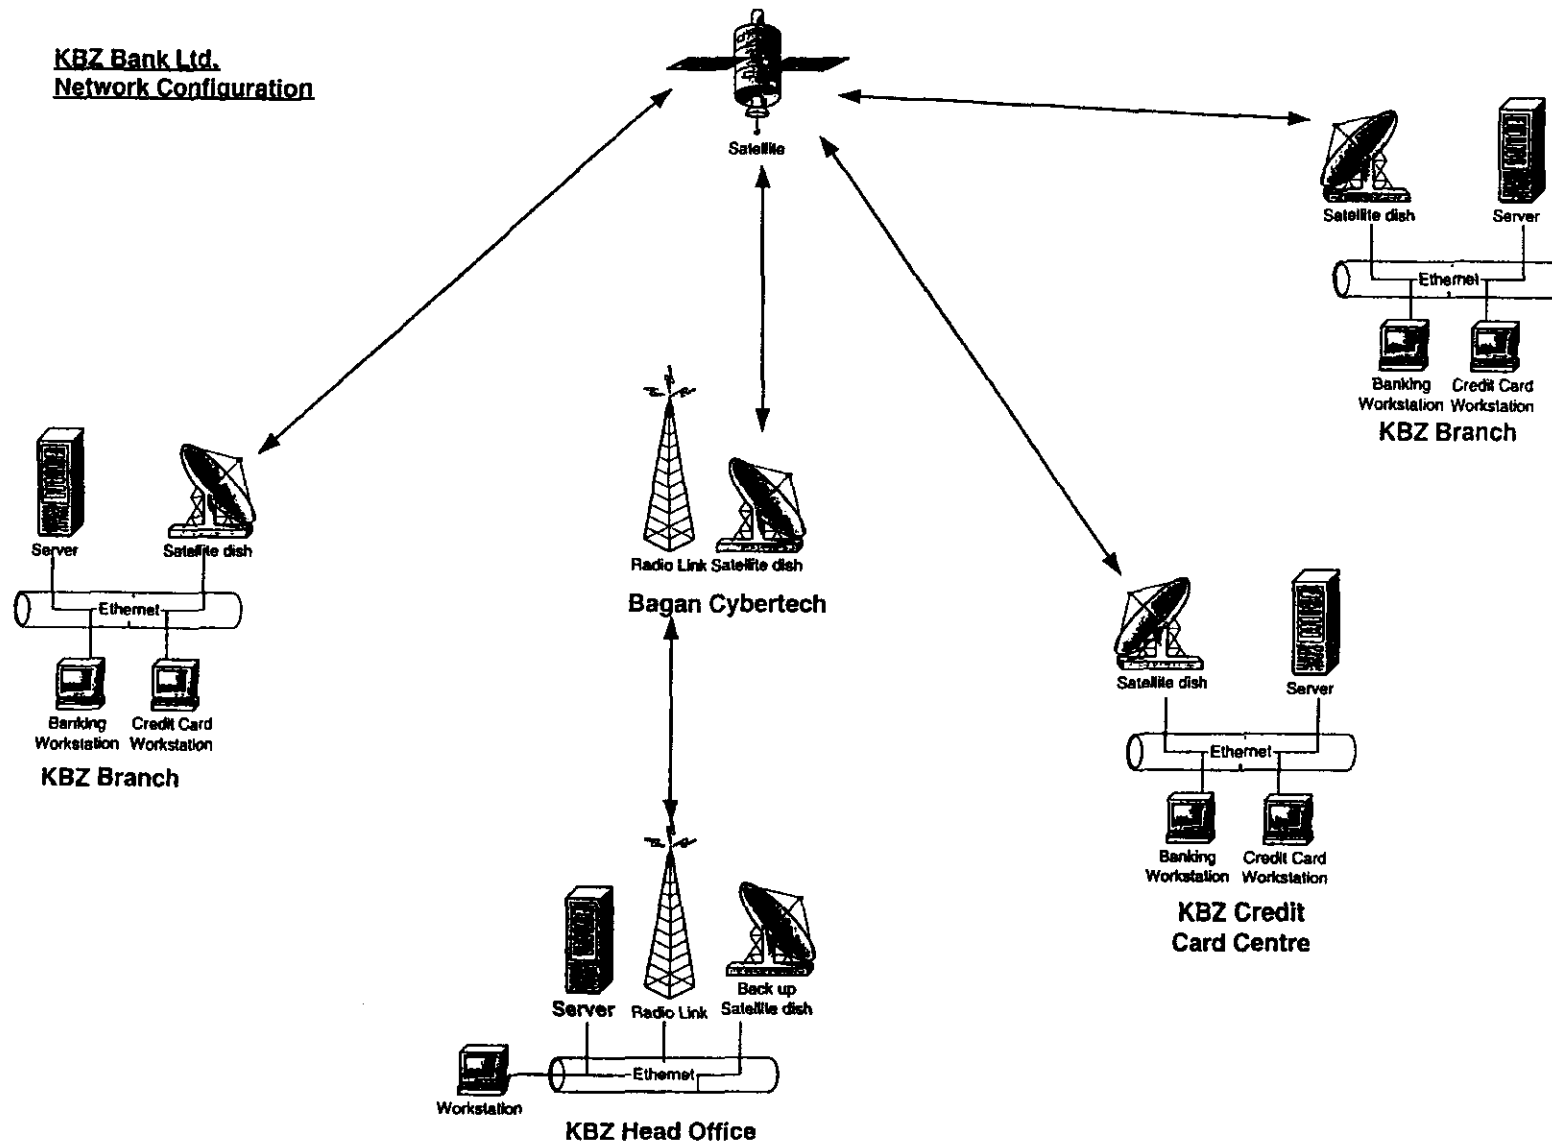 KBZ Bank Ltd.
Network Configuration
Satellite
Satellite dish
Server
Ethernet
Banking
Workstation
Credit Card
Workstation
KBZ Branch
Server
Satellite dish
Ethernet
Banking
Workstation
Credit Card
Workstation
KBZ Branch
Radio Link
Satellite dish
Bagan Cybertech
Satellite dish
Server
Ethernet
Banking
Workstation
Credit Card
Workstation
KBZ Credit
Card Centre
Server
Radio Link
Back up
Satellite dish
Ethernet
Workstation
KBZ Head Office